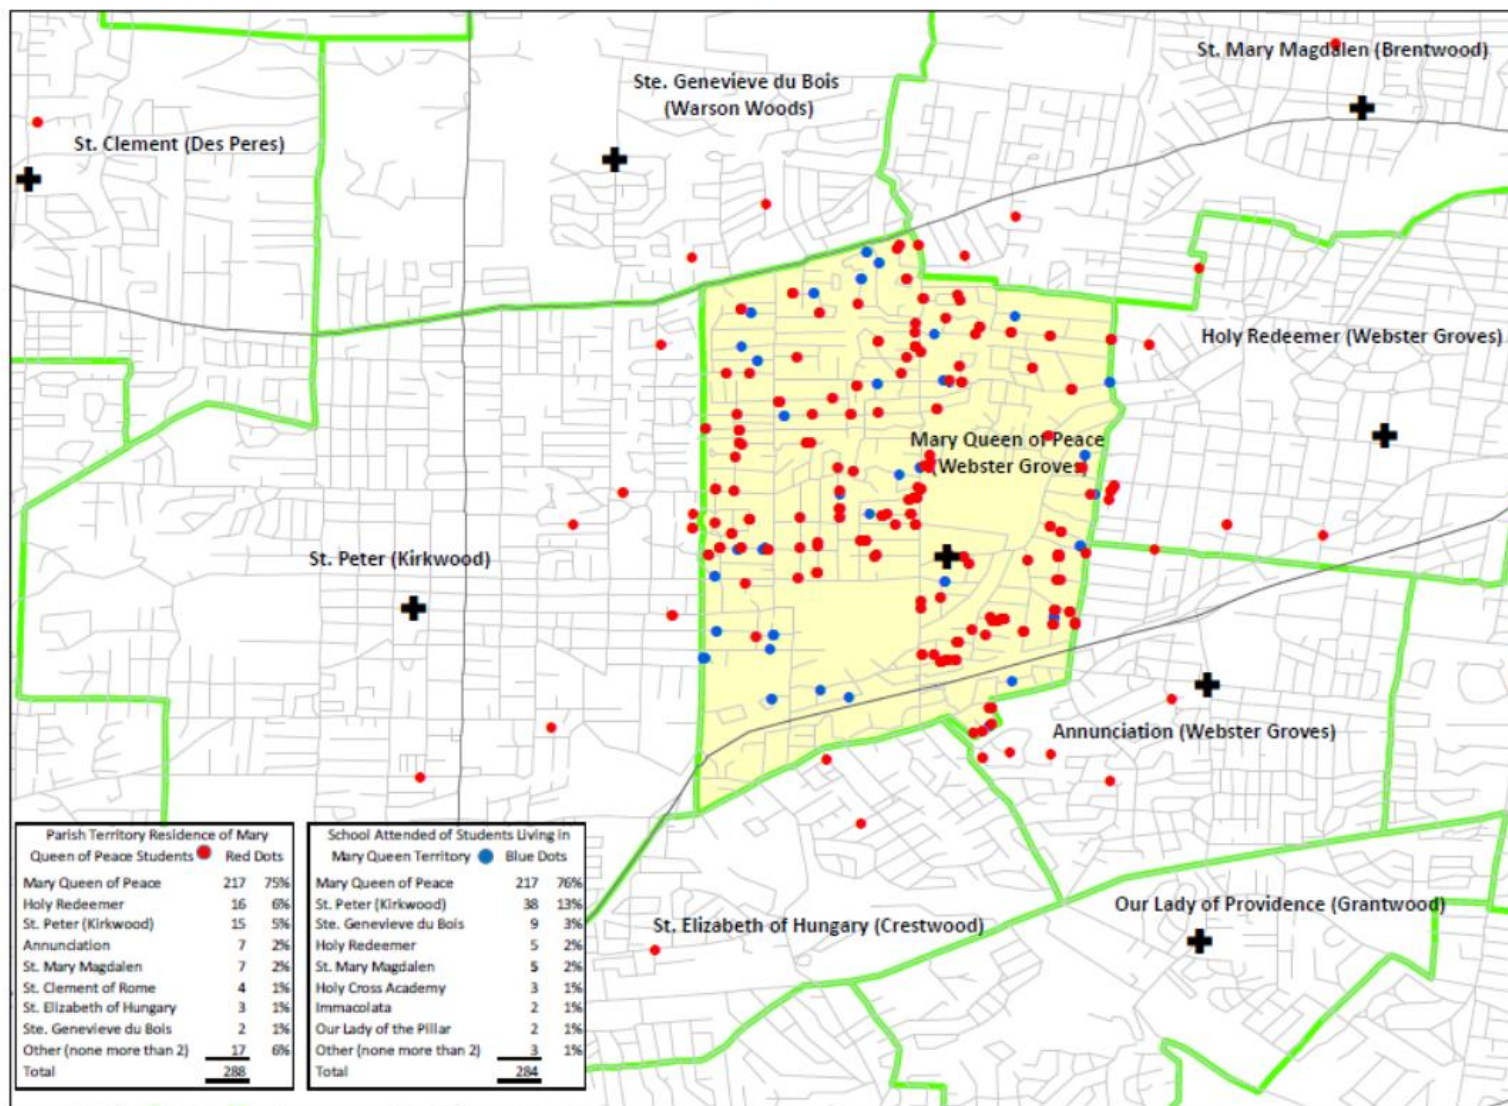 St. Mary Magdalen (Brentwood)
Ste. Genevieve du Bois
(Warson Woods)
St. Clement (Des Peres)
Holy Redeemer (Webster Groves)
Mary Queen of Peace
(Webster Groves)
St. Peter (Kirkwood)
Annunciation (Webster Groves)
Our Lady of Providence (Grantwood)
St. Elizabeth of Hungary (Crestwood)
Parish Territory Residence of Mary
Queen of Peace Students Red Dots
Mary Queen of Peace 217 75%
Holy Redeemer 16 6%
St. Peter (Kirkwood) 15 5%
Annunciation 7 2%
St. Mary Magdalen 7 2%
St. Clement of Rome 4 1%
St. Elizabeth of Hungary 3 1%
Ste. Genevieve du Bois 2 1%
Other (none more than 2) 17 6%
Total 288
School Attended of Students Living in
Mary Queen Territory Blue Dots
Mary Queen of Peace 217 76%
St. Peter (Kirkwood) 38 13%
Ste. Genevieve du Bois 9 3%
Holy Redeemer 5 2%
St. Mary Magdalen 5 2%
Holy Cross Academy 3 1%
Immacolata 2 1%
Our Lady of the Pillar 2 1%
Other (none more than 2) 3 1%
Total 284